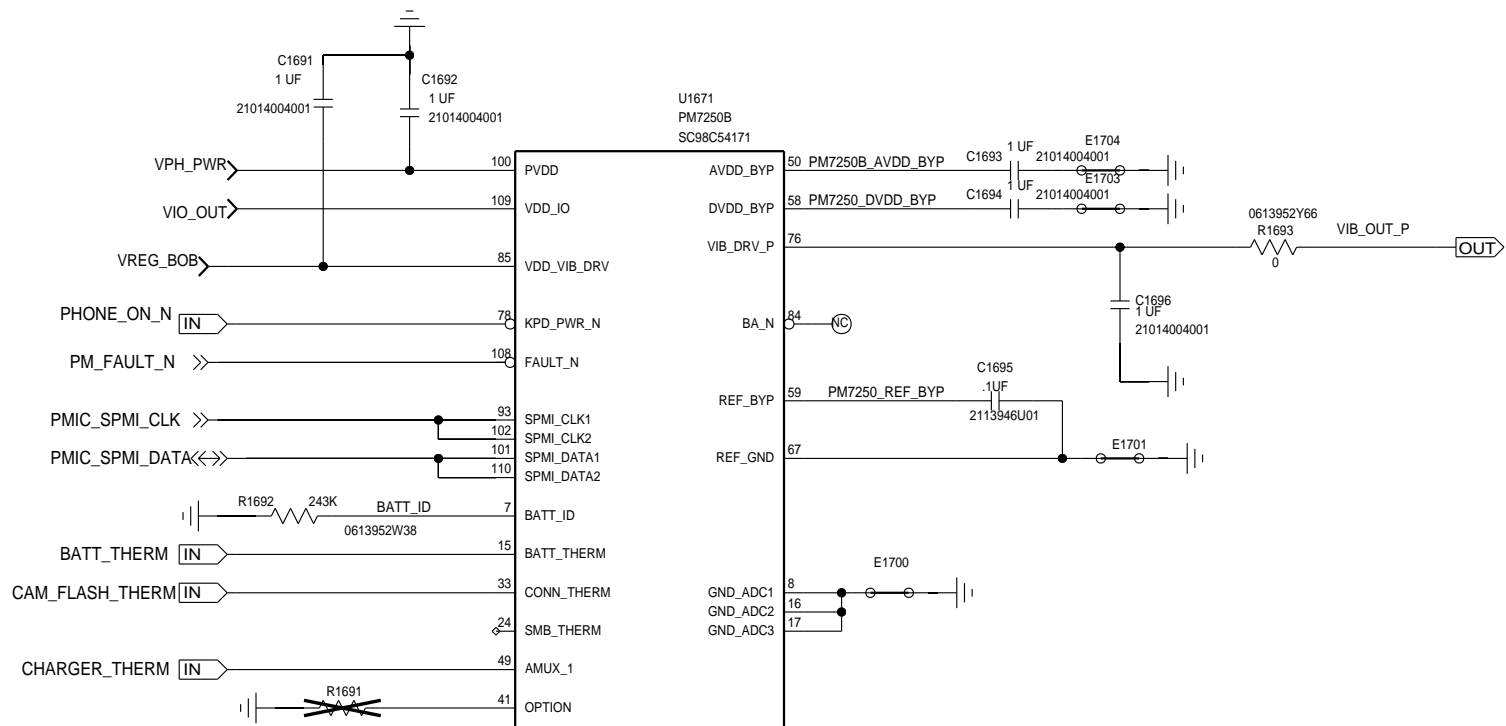 C1691
1 UF
21014004001
C1692
1 UF
21014004001
U1671
PM7250B
SC98C54171
VPH_PWR
100
PVDD
VIO_OUT
109
VDD_IO
VREG_BOB
85
VDD_VIB_DRV
PHONE_ON_N
IN
78
KPD_PWR_N
PM_FAULT_N
108
FAULT_N
PMIC_SPMI_CLK
93
SPMI_CLK1
102
SPMI_CLK2
PMIC_SPMI_DATA
101
SPMI_DATA1
110
SPMI_DATA2
R1692
243K
BATT_ID
0613952W38
7
BATT_ID
BATT_THERM
IN
15
BATT_THERM
CAM_FLASH_THERM
IN
33
CONN_THERM
24
SMB_THERM
CHARGER_THERM
IN
49
AMUX_1
R1691
41
OPTION
AVDD_BYP
50
PM7250B_AVDD_BYP
C1693
1 UF
21014004001
E1704
DVDD_BYP
58
PM7250_DVDD_BYP
C1694
1 UF
21014004001
E1703
VIB_DRV_P
76
0613952Y66
R1693
0
VIB_OUT_P
OUT
C1696
1 UF
21014004001
BA_N
84
NC
REF_BYP
59
PM7250_REF_BYP
C1695
.1UF
2113946U01
REF_GND
67
E1701
GND_ADC1
8
E1700
GND_ADC2
16
GND_ADC3
17